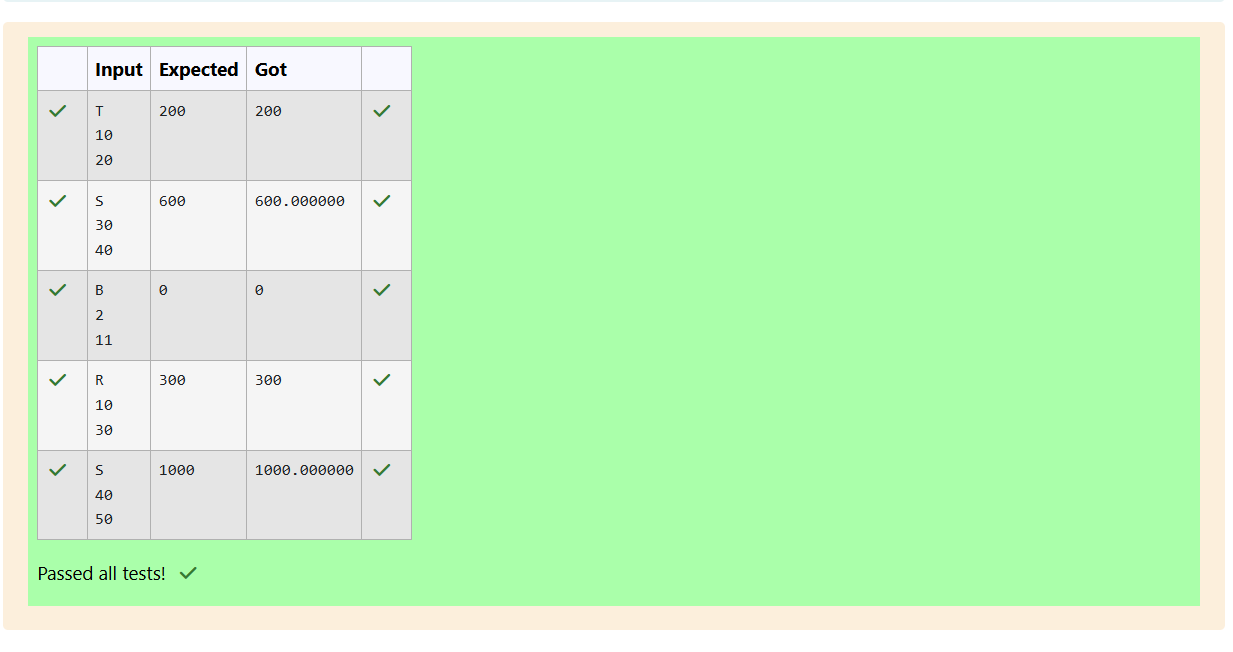 Input Expected Got
T 200 200
10
20
S 600 600.000000
30
40
B 0 0
2
11
R 300 300
10
30
S 1000 1000.000000
40
50
Passed all tests!